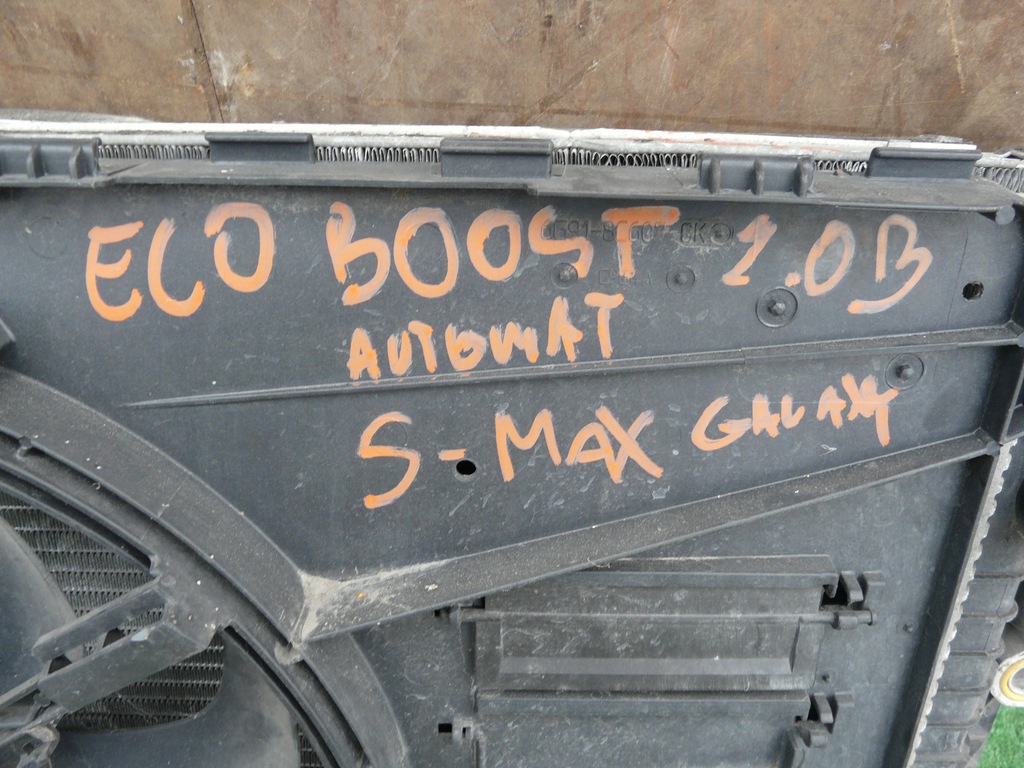 ECO BOOST 2.0B
AUTOMAT
S-MAX GALAXY